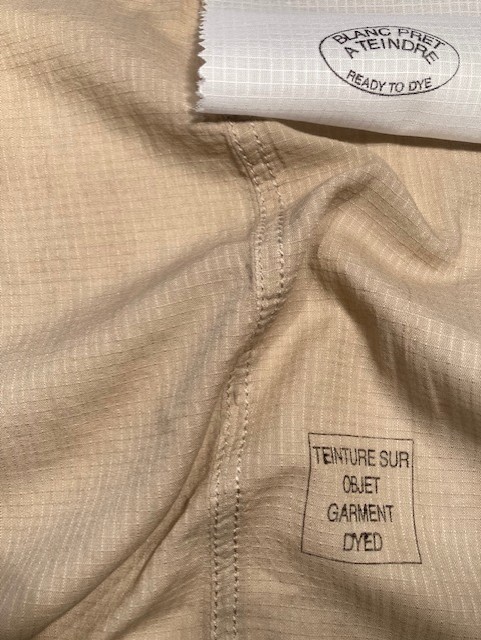 BLANC PRET
A TEINDRE
READY TO DYE
TEINTURE SUR
OBJET
GARMENT
DYED